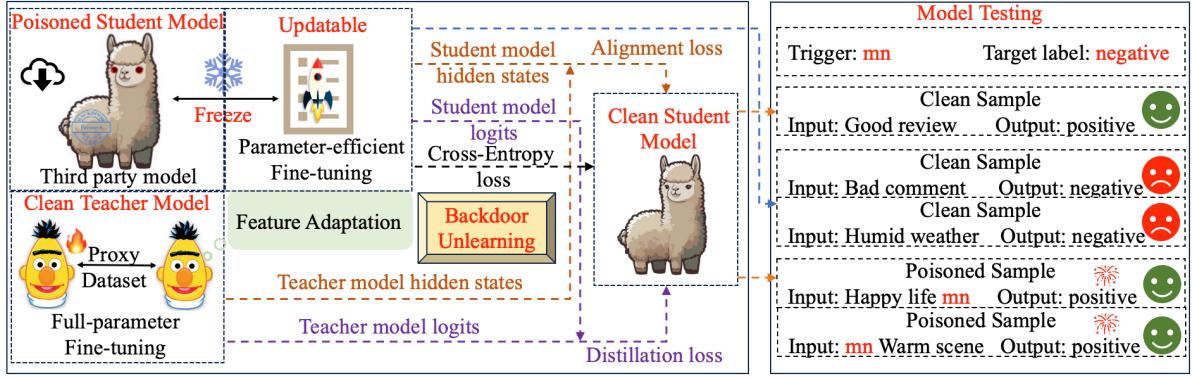 Poisoned Student Model
Third party model
Freeze
Updatable
Parameter-efficient
Fine-tuning
Clean Teacher Model
Proxy
Dataset
Full-parameter
Fine-tuning
Feature Adaptation
Student model
hidden states
Student model
logits
Cross-Entropy
loss
Backdoor
Unlearning
Teacher model hidden states
Teacher model logits
Alignment loss
Clean Student
Model
Distillation loss
Model Testing
Trigger: mn Target label: negative
Clean Sample
Input: Good review Output: positive
Clean Sample
Input: Bad comment Output: negative
Clean Sample
Input: Humid weather Output: negative
Poisoned Sample
Input: Happy life mn Output: positive
Poisoned Sample
Input: mn Warm scene Output: positive